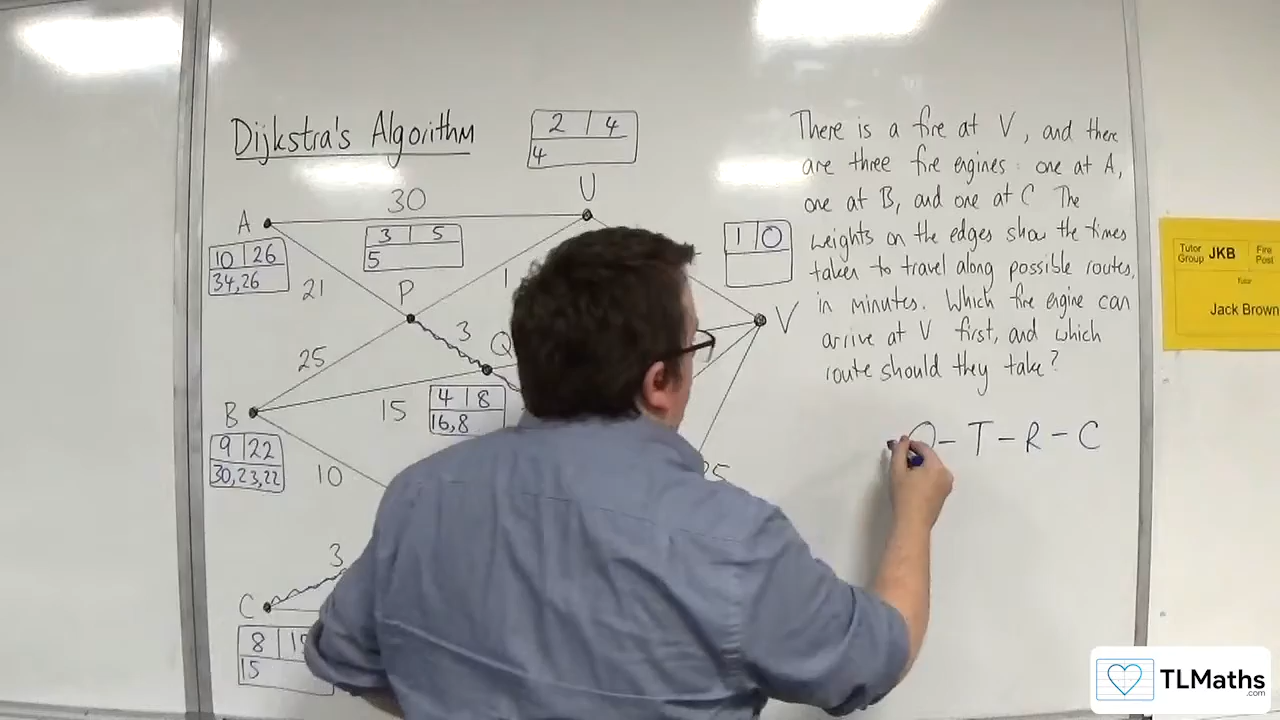 Dijkstra's Algorithm
2 | 4
4
U
30
A
3 | 5
5
1 | 0
10 | 26
34,26
21
P
3
Q
V
25
15
4 | 8
16,8
B
9 | 22
30,23,22
10
3
C
8
15
There is a fire at V, and there
are three fire engines: one at A,
one at B, and one at C The
weights on the edges show the times
taken to travel along possible routes,
in minutes. Which fire engine can
arrive at V first, and which
route should they take?
- T - R - C
Tutor
Group JKB
Fire
Post
Tutor
Jack Brown
TLMaths
.com